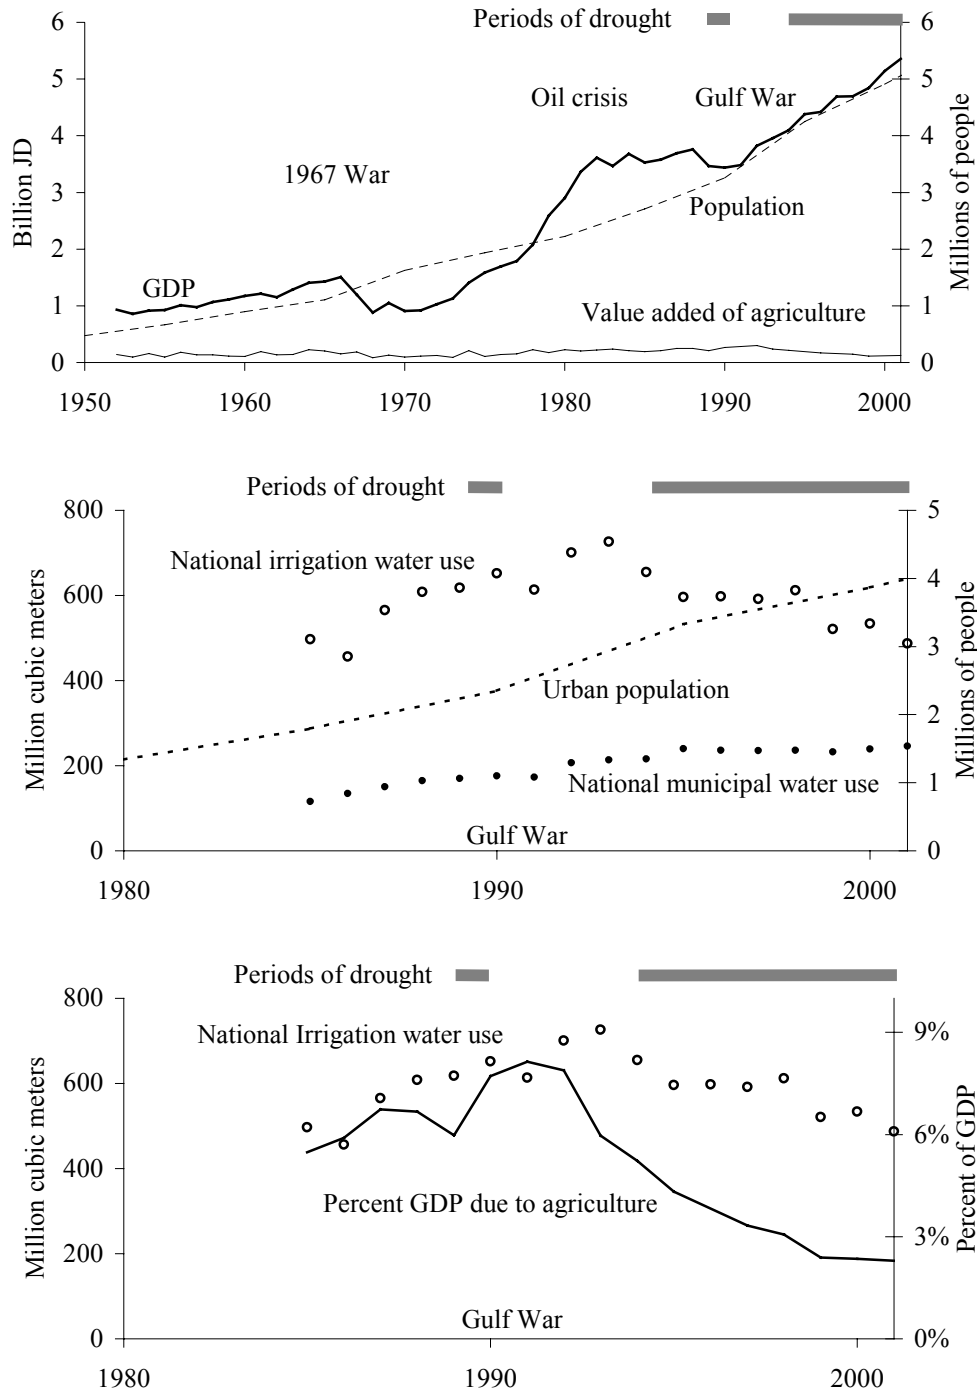 Periods of drought
6
5
4
3
2
1
0
Billion JD
6
5
4
3
2
1
0
Millions of people
Oil crisis
Gulf War
1967 War
Population
GDP
Value added of agriculture
1950
1960
1970
1980
1990
2000
Periods of drought
800
600
400
200
0
Million cubic meters
5
4
3
2
1
0
Millions of people
National irrigation water use
Urban population
National municipal water use
Gulf War
1980
1990
2000
Periods of drought
800
600
400
200
0
Million cubic meters
9%
6%
3%
0%
Percent of GDP
National Irrigation water use
Percent GDP due to agriculture
Gulf War
1980
1990
2000